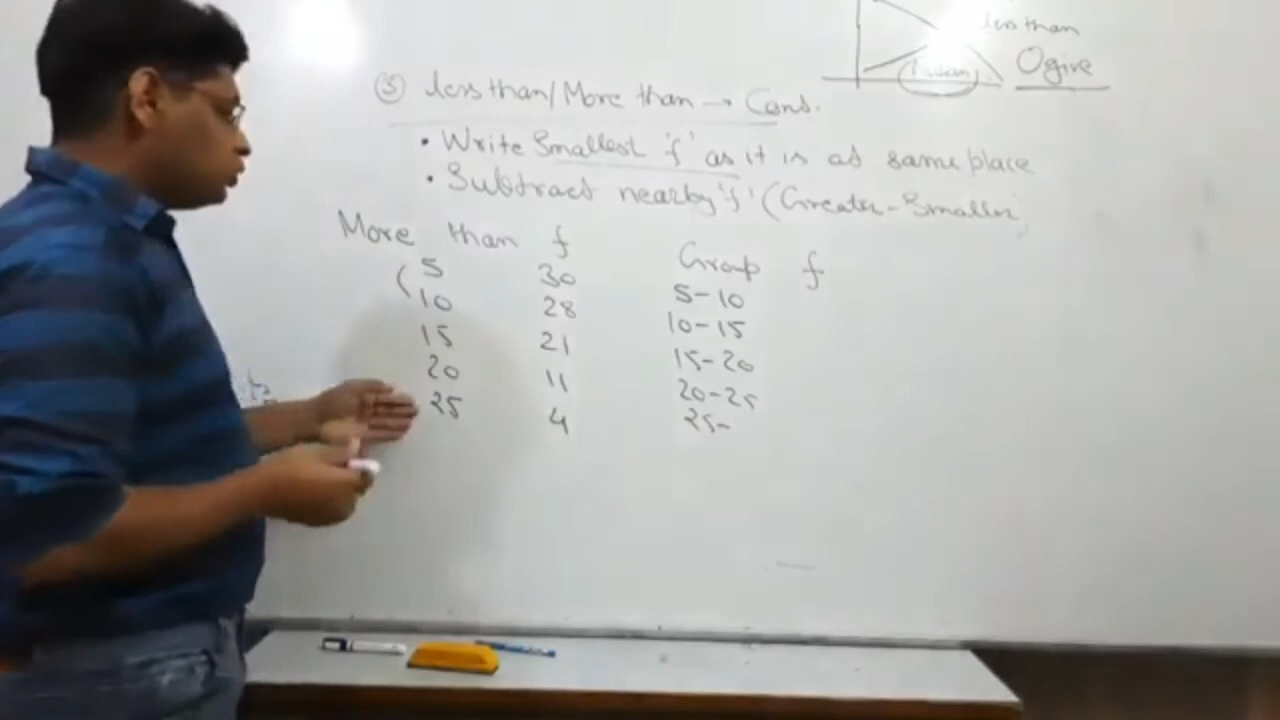 less than
Ogive
③ less than/More than → Cons.
• Write Smallest 'f' as it is at same place
• Subtract nearby 'f' (Greater-Smaller)
More than f
5 30
10 28
15 21
20 11
25 4
Group f
5-10
10-15
15-20
20-25
25-